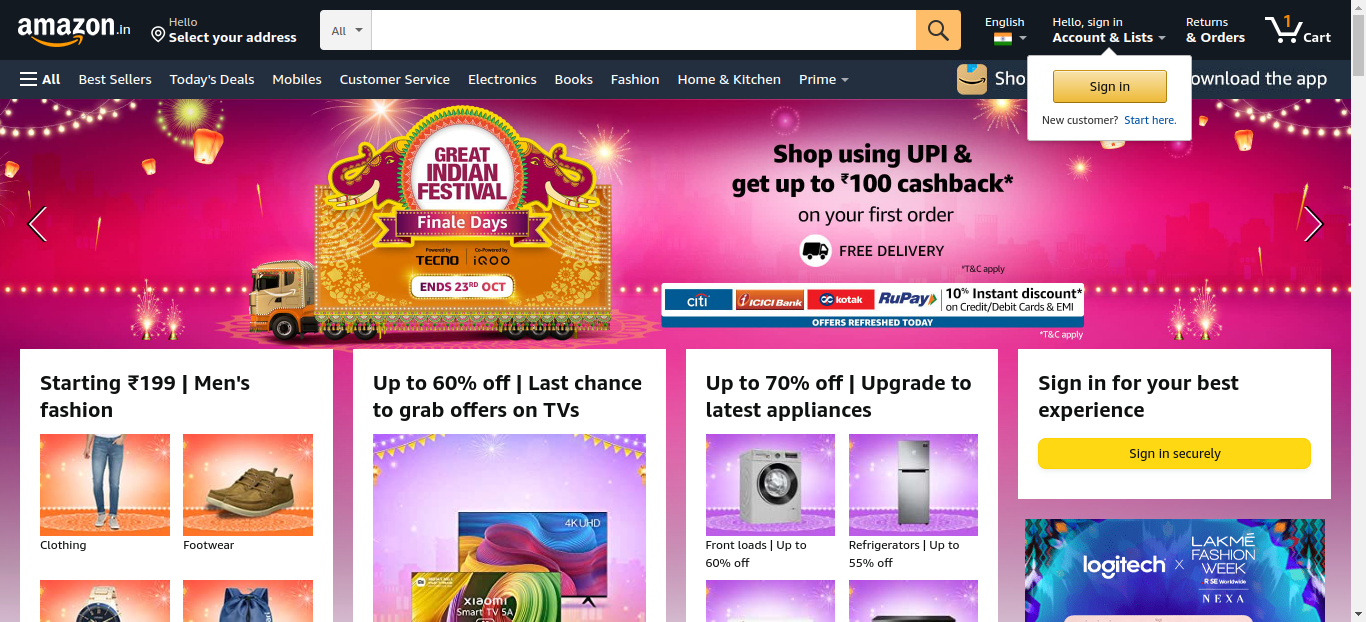 amazon.in
Hello
Select your address
All
English
Hello, sign in
Account & Lists
Returns
& Orders
1
Cart
All
Best Sellers
Today's Deals
Mobiles
Customer Service
Electronics
Books
Fashion
Home & Kitchen
Prime
Sho
ownload the app
Sign in
New customer? Start here.
GREAT
INDIAN
FESTIVAL
Finale Days
Powered by
TECNO
Co-Powered by
iQOO
ENDS 23RD OCT
Shop using UPI &
get up to ₹100 cashback*
on your first order
FREE DELIVERY
*T&C apply
citi
ICICI Bank
kotak
RuPay
10% Instant discount*
on Credit/Debit Cards & EMI
OFFERS REFRESHED TODAY
*T&C apply
Starting ₹199 | Men's
fashion
Clothing
Footwear
Up to 60% off | Last chance
to grab offers on TVs
4K UHD
xiaomi
Smart TV 5A
Up to 70% off | Upgrade to
latest appliances
Front loads | Up to
60% off
Refrigerators | Up to
55% off
Sign in for your best
experience
Sign in securely
logitech X
LAKMÉ
FASHION
WEEK
RISE Worldwide
NEXA